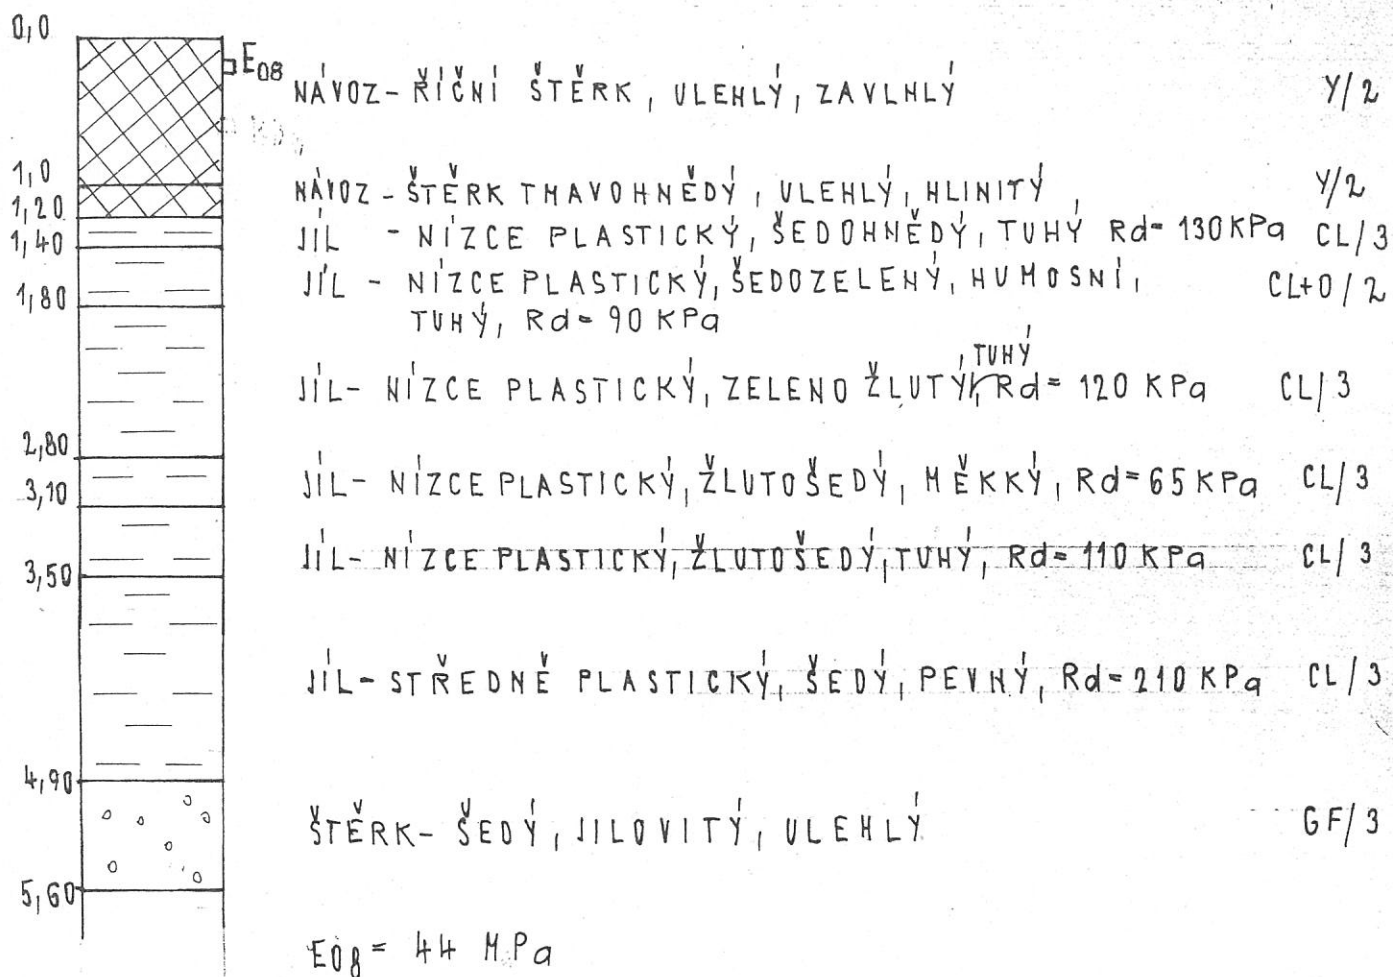 0,0
E08
NÁVOZ - ŘÍČNÍ ŠTĚRK, ULEHLÝ, ZAVLHLÝ Y/2
1,0
NÁVOZ - ŠTĚRK TMAVOHNĚDÝ, ULEHLÝ, HLINITÝ, Y/2
1,20
JÍL - NÍZCE PLASTICKÝ, ŠEDOHNĚDÝ, TUHÝ Rd= 130 KPa CL/3
1,40
JÍL - NÍZCE PLASTICKÝ, ŠEDOZELENÝ, HUMOSNÍ, CL+O/2
1,80
TUHÝ, Rd= 90 KPa
JÍL- NÍZCE PLASTICKÝ, ZELENO ŽLUTÝ, TUHÝ, Rd= 120 KPa CL/3
2,80
JÍL- NÍZCE PLASTICKÝ, ŽLUTOŠEDÝ, MĚKKÝ, Rd=65 KPa CL/3
3,10
JÍL- NÍZCE PLASTICKÝ, ŽLUTOŠEDÝ, TUHÝ, Rd= 110 KPa CL/3
3,50
JÍL- STŘEDNĚ PLASTICKÝ, ŠEDÝ, PEVNÝ, Rd= 210 KPa CL/3
4,90
ŠTĚRK- ŠEDÝ, JILOVITÝ, ULEHLÝ GF/3
5,60
E08 = 44 MPa